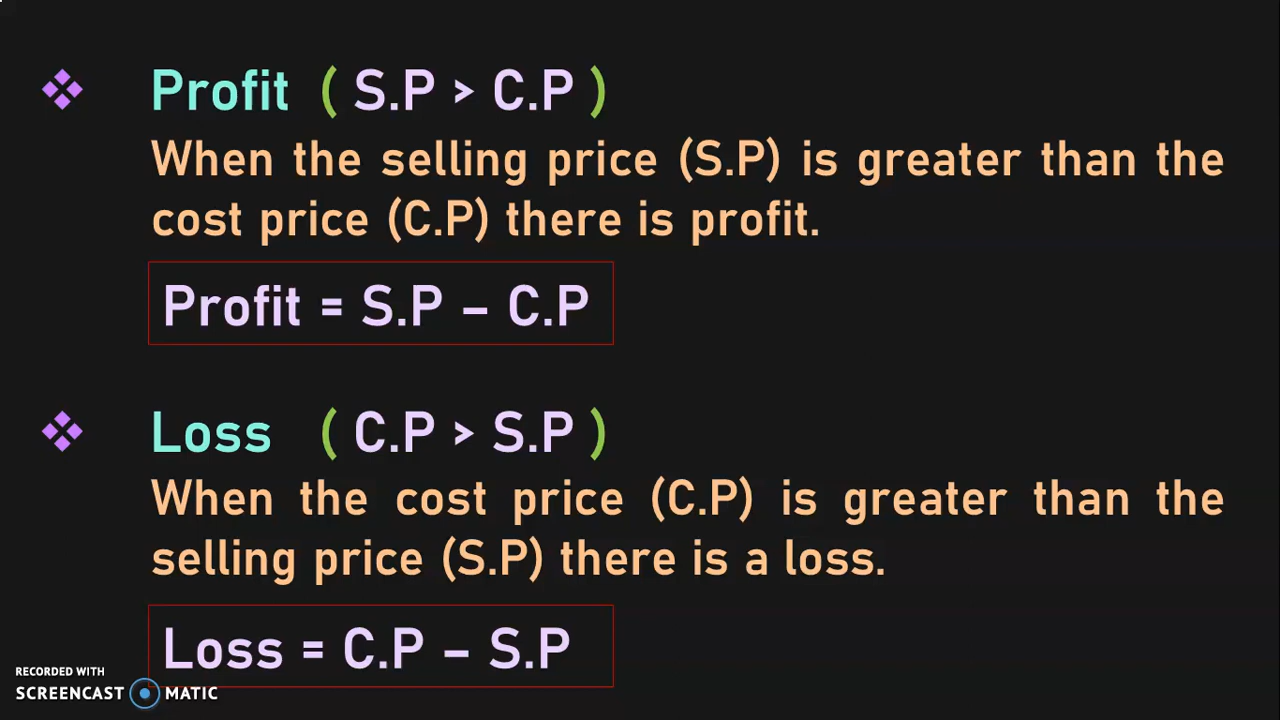 Profit ( S.P > C.P )
When the selling price (S.P) is greater than the
cost price (C.P) there is profit.
Profit = S.P – C.P
Loss ( C.P > S.P )
When the cost price (C.P) is greater than the
selling price (S.P) there is a loss.
Loss = C.P – S.P
RECORDED WITH
SCREENCAST MATIC